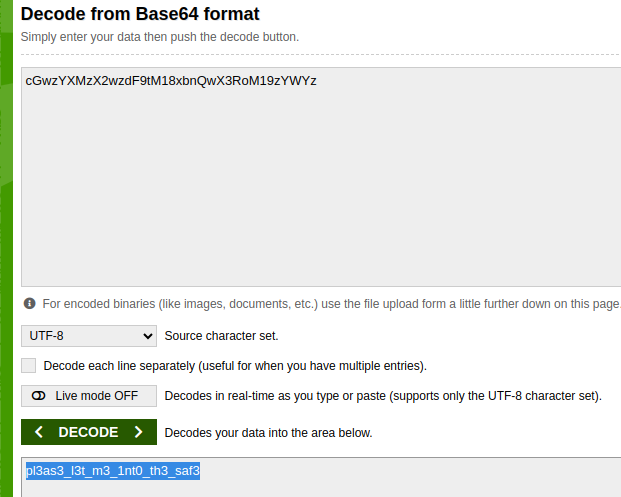 Decode from Base64 format
Simply enter your data then push the decode button.
cGwzYXMzX2wzdF9tM18xbnQwX3RoM19zYWYz
For encoded binaries (like images, documents, etc.) use the file upload form a little further down on this page.
UTF-8 Source character set.
Decode each line separately (useful for when you have multiple entries).
Live mode OFF Decodes in real-time as you type or paste (supports only the UTF-8 character set).
DECODE Decodes your data into the area below.
pl3as3_l3t_m3_1nt0_th3_saf3